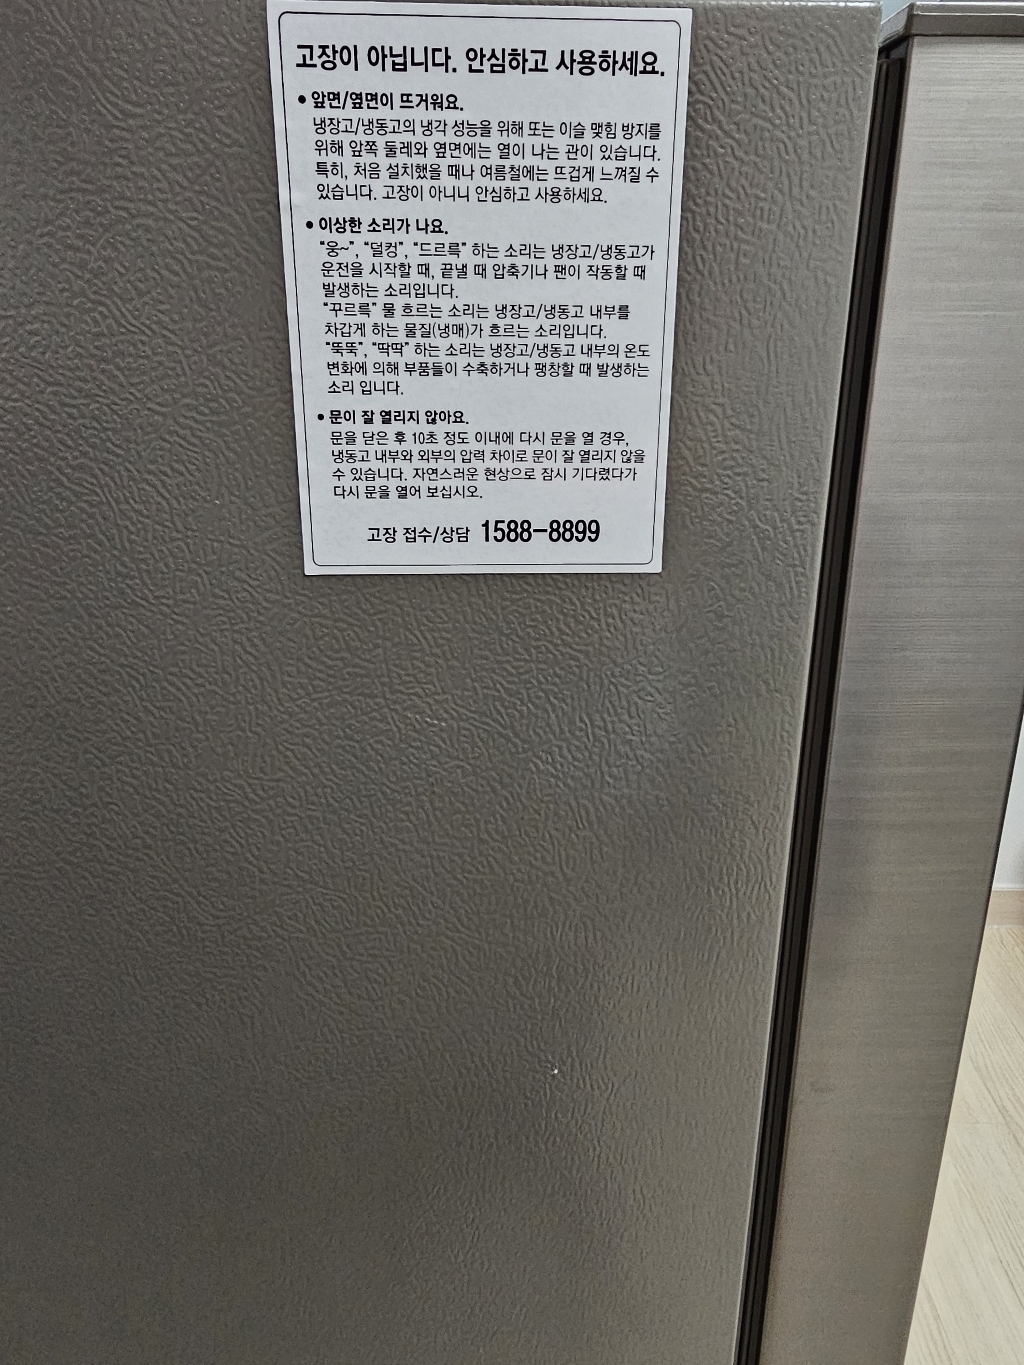 고장이 아닙니다. 안심하고 사용하세요.
• 앞면/옆면이 뜨거워요.
냉장고/냉동고의 냉각 성능을 위해 또는 이슬 맺힘 방지를
위해 앞쪽 둘레와 옆면에는 열이 나는 관이 있습니다.
특히, 처음 설치했을 때나 여름철에는 뜨겁게 느껴질 수
있습니다. 고장이 아니니 안심하고 사용하세요.
• 이상한 소리가 나요.
“웅~”, “덜컹”, “드르륵” 하는 소리는 냉장고/냉동고가
운전을 시작할 때, 끝낼 때 압축기나 팬이 작동할 때
발생하는 소리입니다.
“꾸르륵” 물 흐르는 소리는 냉장고/냉동고 내부를
차갑게 하는 물질(냉매)가 흐르는 소리입니다.
“뚝뚝”, “딱딱” 하는 소리는 냉장고/냉동고 내부의 온도
변화에 의해 부품들이 수축하거나 팽창할 때 발생하는
소리 입니다.
• 문이 잘 열리지 않아요.
문을 닫은 후 10초 정도 이내에 다시 문을 열 경우,
냉동고 내부와 외부의 압력 차이로 문이 잘 열리지 않을
수 있습니다. 자연스러운 현상으로 잠시 기다렸다가
다시 문을 열어 보십시오.
고장 접수/상담 1588-8899